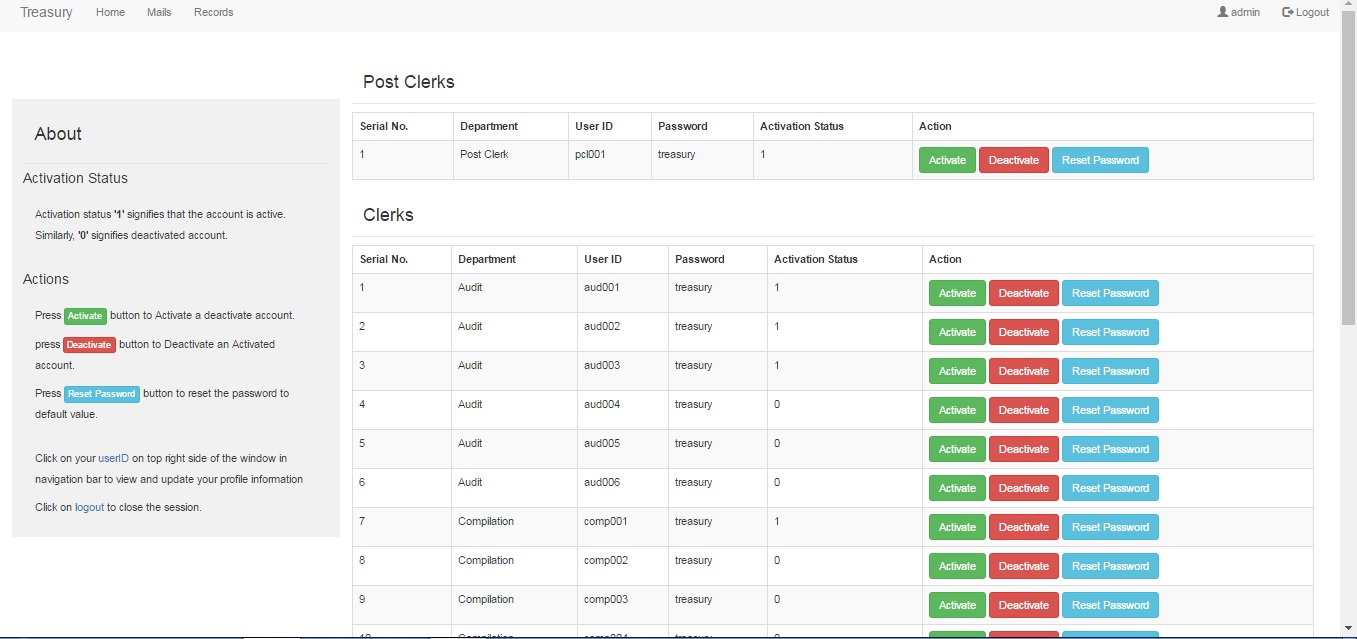 Treasury Home Mails Records admin Logout
Post Clerks
About
Activation Status
Activation status '1' signifies that the account is active.
Similarly, '0' signifies deactivated account.
Actions
Press Activate button to Activate a deactivate account.
press Deactivate button to Deactivate an Activated
account.
Press Reset Password button to reset the password to
default value.
Click on your userID on top right side of the window in
navigation bar to view and update your profile information
Click on logout to close the session.
Serial No. Department User ID Password Activation Status Action
1 Post Clerk pcl001 treasury 1 Activate Deactivate Reset Password
Clerks
Serial No. Department User ID Password Activation Status Action
1 Audit aud001 treasury 1 Activate Deactivate Reset Password
2 Audit aud002 treasury 1 Activate Deactivate Reset Password
3 Audit aud003 treasury 1 Activate Deactivate Reset Password
4 Audit aud004 treasury 0 Activate Deactivate Reset Password
5 Audit aud005 treasury 0 Activate Deactivate Reset Password
6 Audit aud006 treasury 0 Activate Deactivate Reset Password
7 Compilation comp001 treasury 1 Activate Deactivate Reset Password
8 Compilation comp002 treasury 0 Activate Deactivate Reset Password
9 Compilation comp003 treasury 0 Activate Deactivate Reset Password